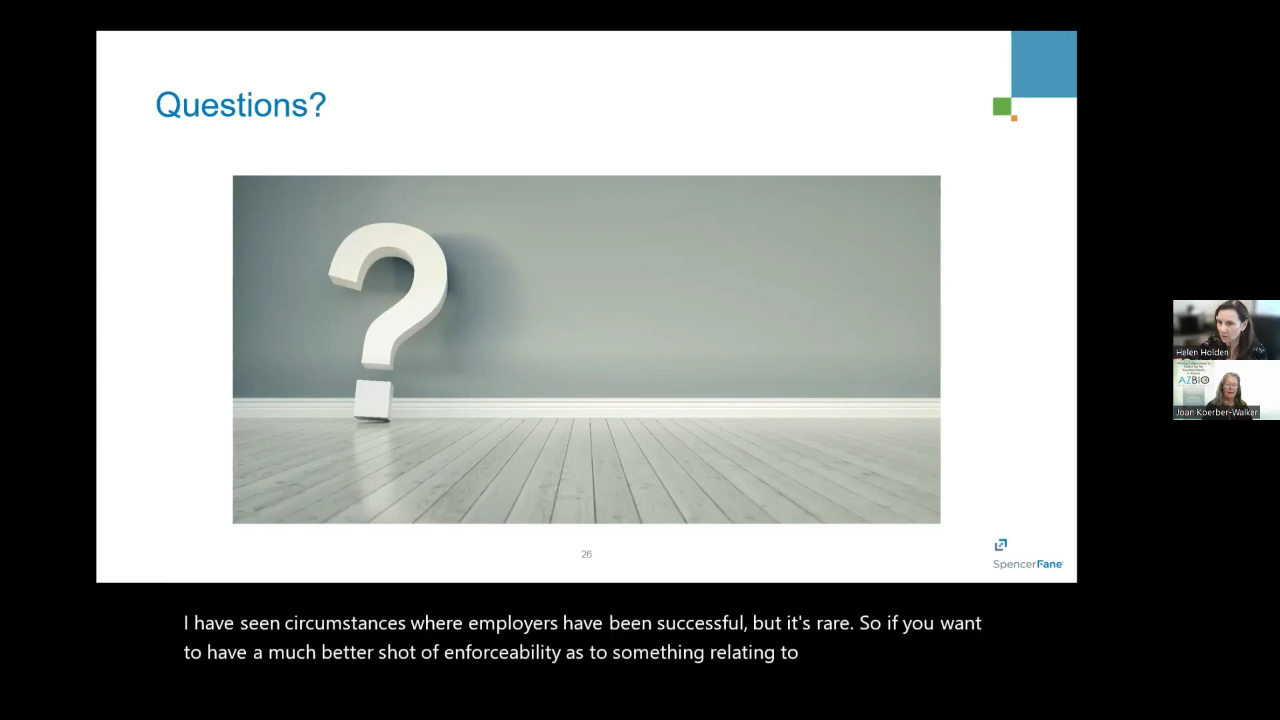 Questions?
26
SpencerFane
Helen Holden
AZBIO
Joan Koerber-Walker
I have seen circumstances where employers have been successful, but it's rare. So if you want
to have a much better shot of enforceability as to something relating to